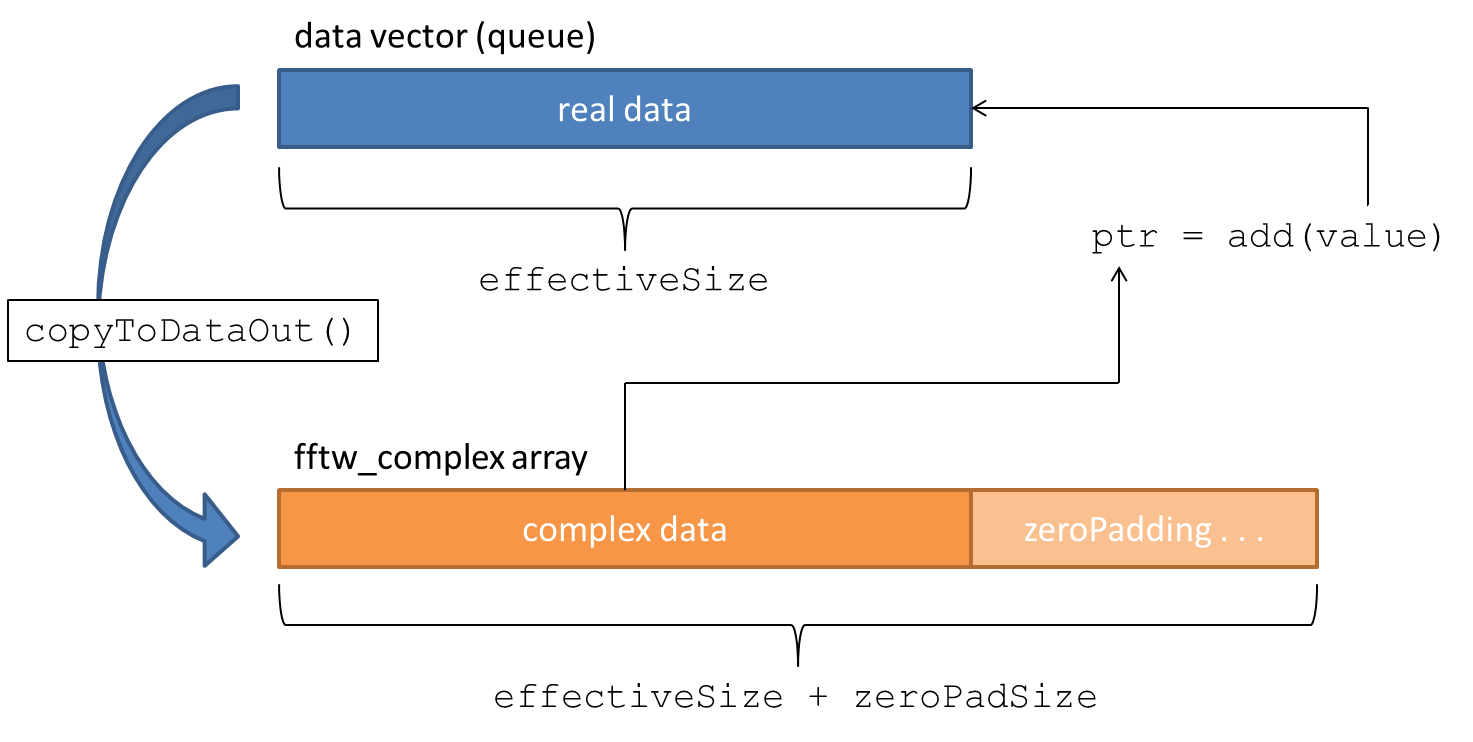 data vector (queue)
real data
ptr = add(value)
effectiveSize
copyToDataOut()
fftw_complex array
complex data
zeroPadding . . .
effectiveSize + zeroPadSize